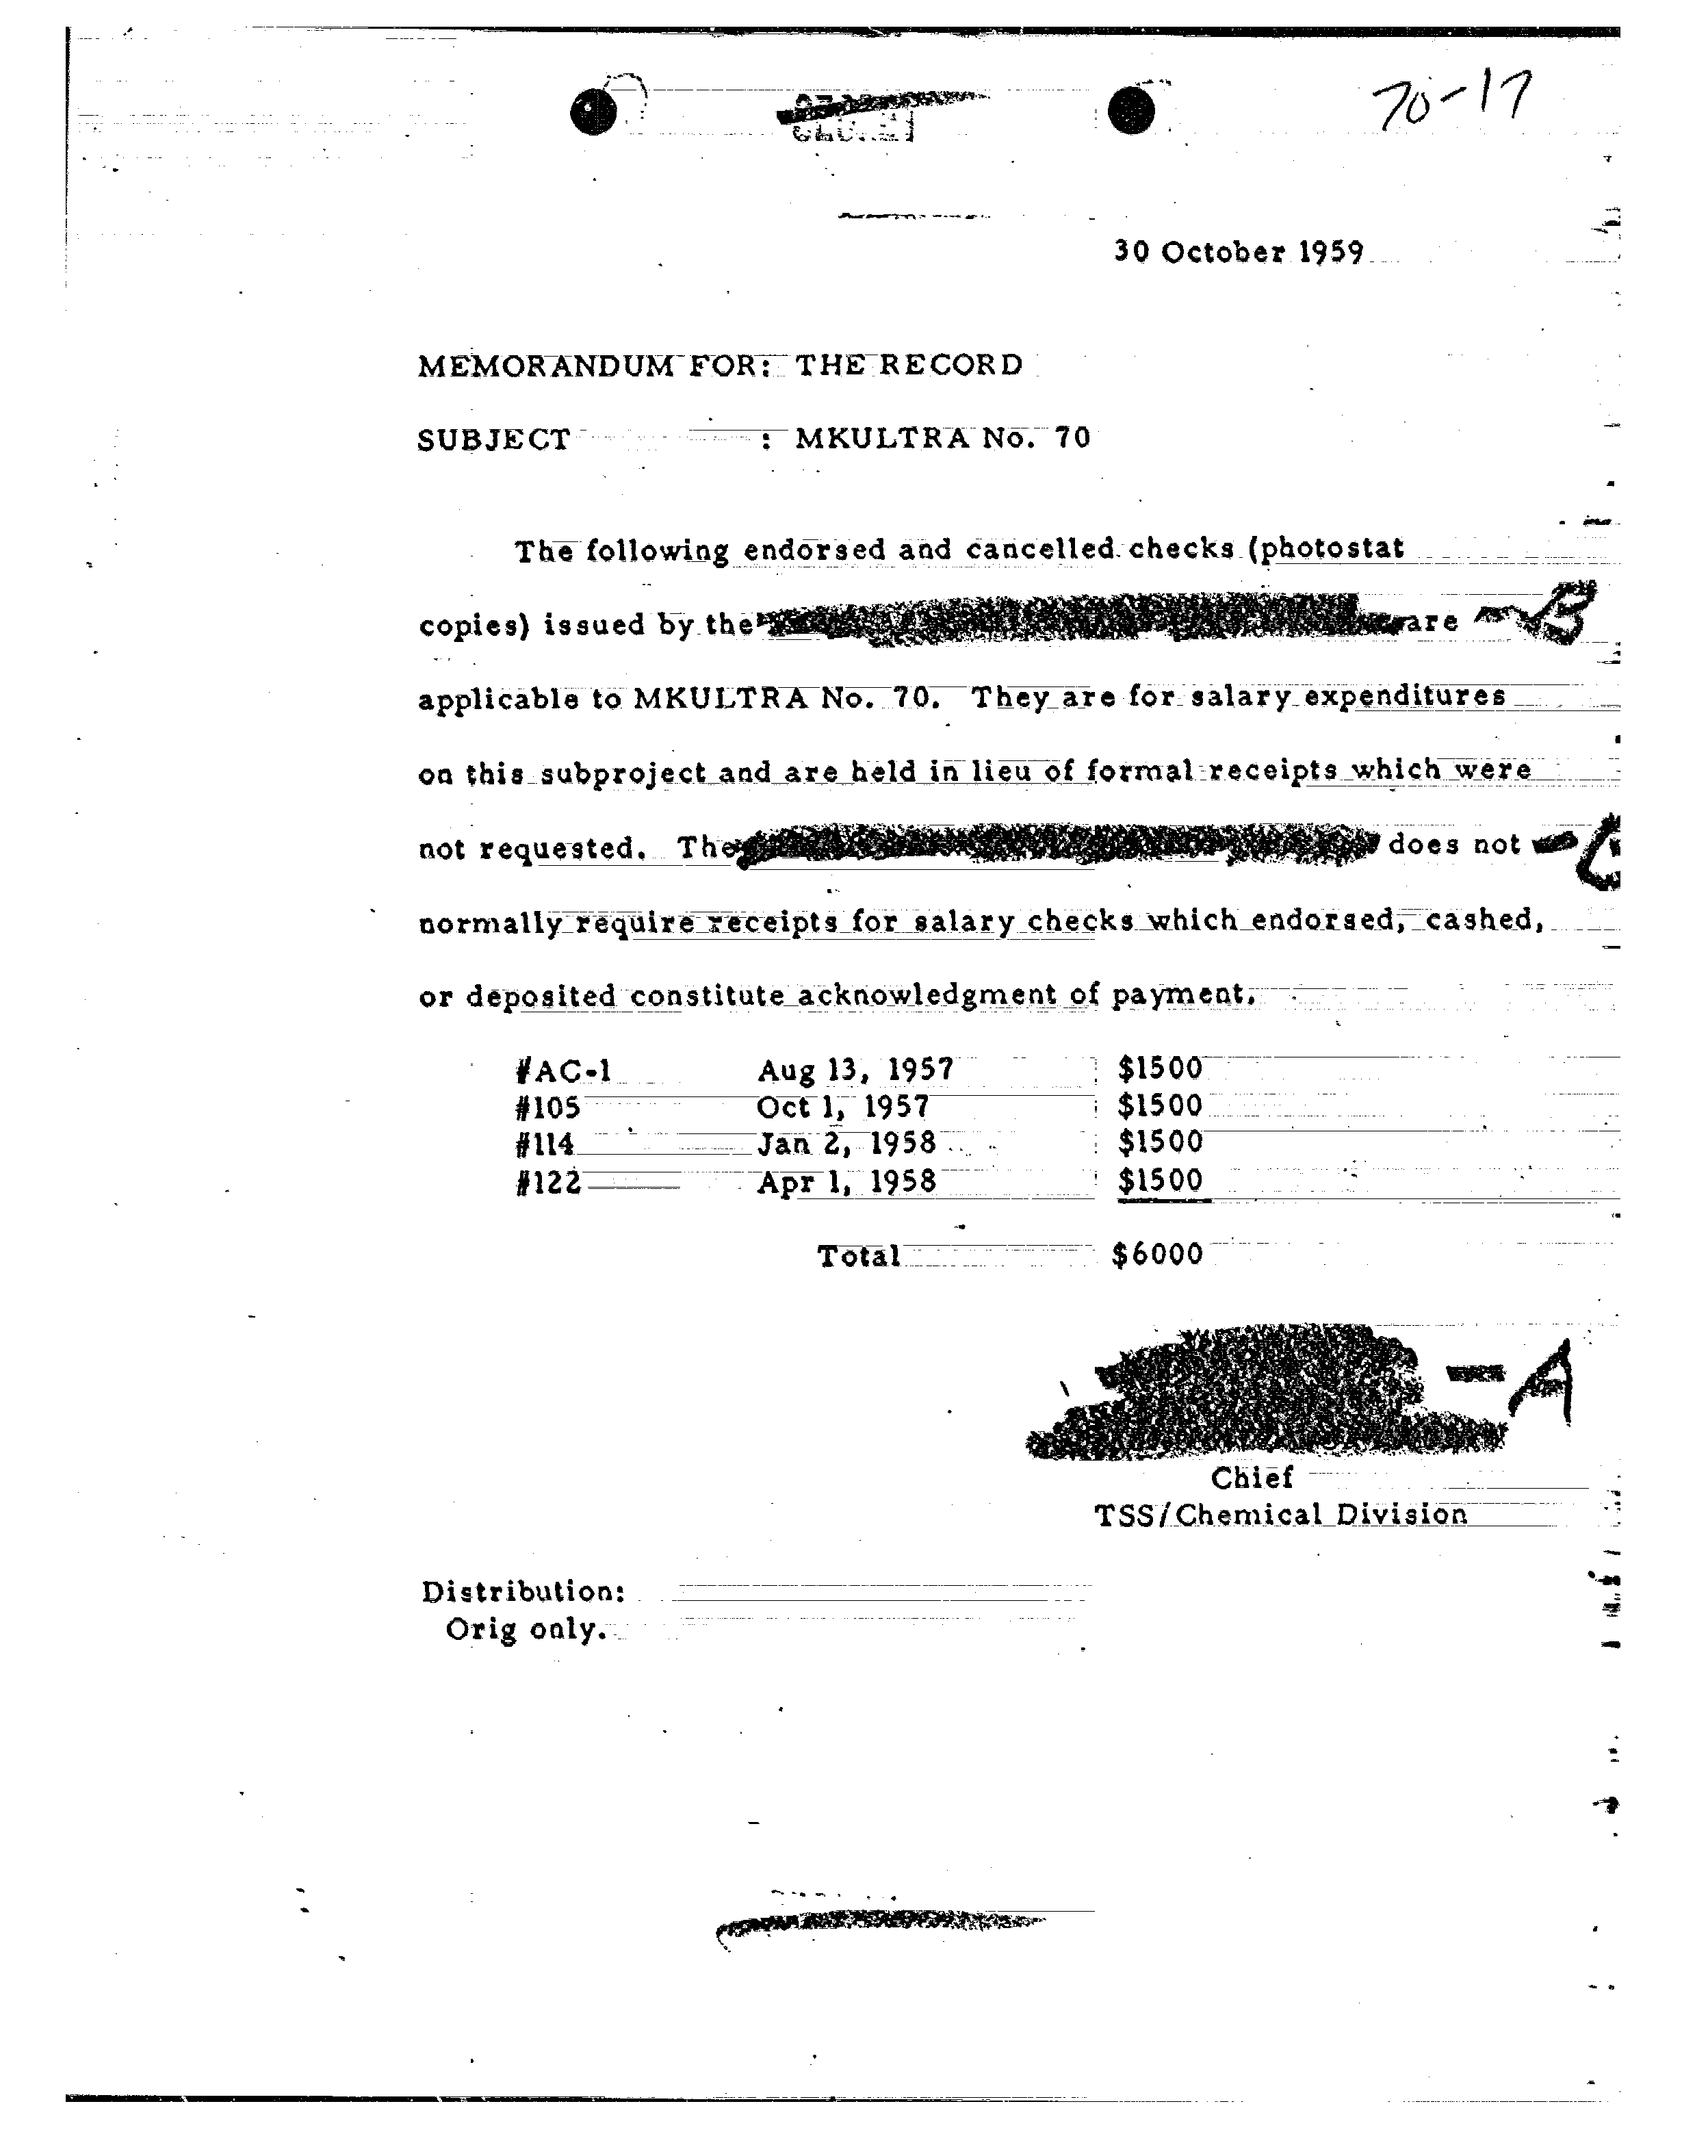 70-17
30 October 1959
MEMORANDUM FOR: THE RECORD
SUBJECT : MKULTRA No. 70
The following endorsed and cancelled checks (photostat
copies) issued by the are - B
applicable to MKULTRA No. 70. They are for salary expenditures
on this subproject and are held in lieu of formal receipts which were
not requested. The does not - C
normally require receipts for salary checks which endorsed, cashed,
or deposited constitute acknowledgment of payment.
#AC-1 Aug 13, 1957 $1500
#105 Oct 1, 1957 $1500
#114 Jan 2, 1958 $1500
#122 Apr 1, 1958 $1500
Total $6000
- A
Chief
TSS/Chemical Division
Distribution:
Orig only.